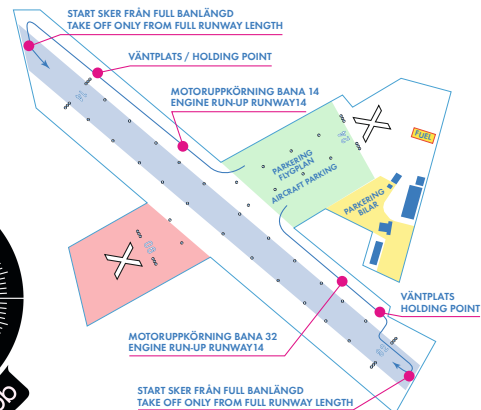 START SKER FRÅN FULL BANLÄNGD
TAKE OFF ONLY FROM FULL RUNWAY LENGTH
VÄNTPLATS / HOLDING POINT
MOTORUPPKÖRNING BANA 14
ENGINE RUN-UP RUNWAY14
FUEL
PARKERING
FLYGPLAN
AIRCRAFT PARKING
PARKERING
BILAR
VÄNTPLATS
HOLDING POINT
MOTORUPPKÖRNING BANA 32
ENGINE RUN-UP RUNWAY14
START SKER FRÅN FULL BANLÄNGD
TAKE OFF ONLY FROM FULL RUNWAY LENGTH